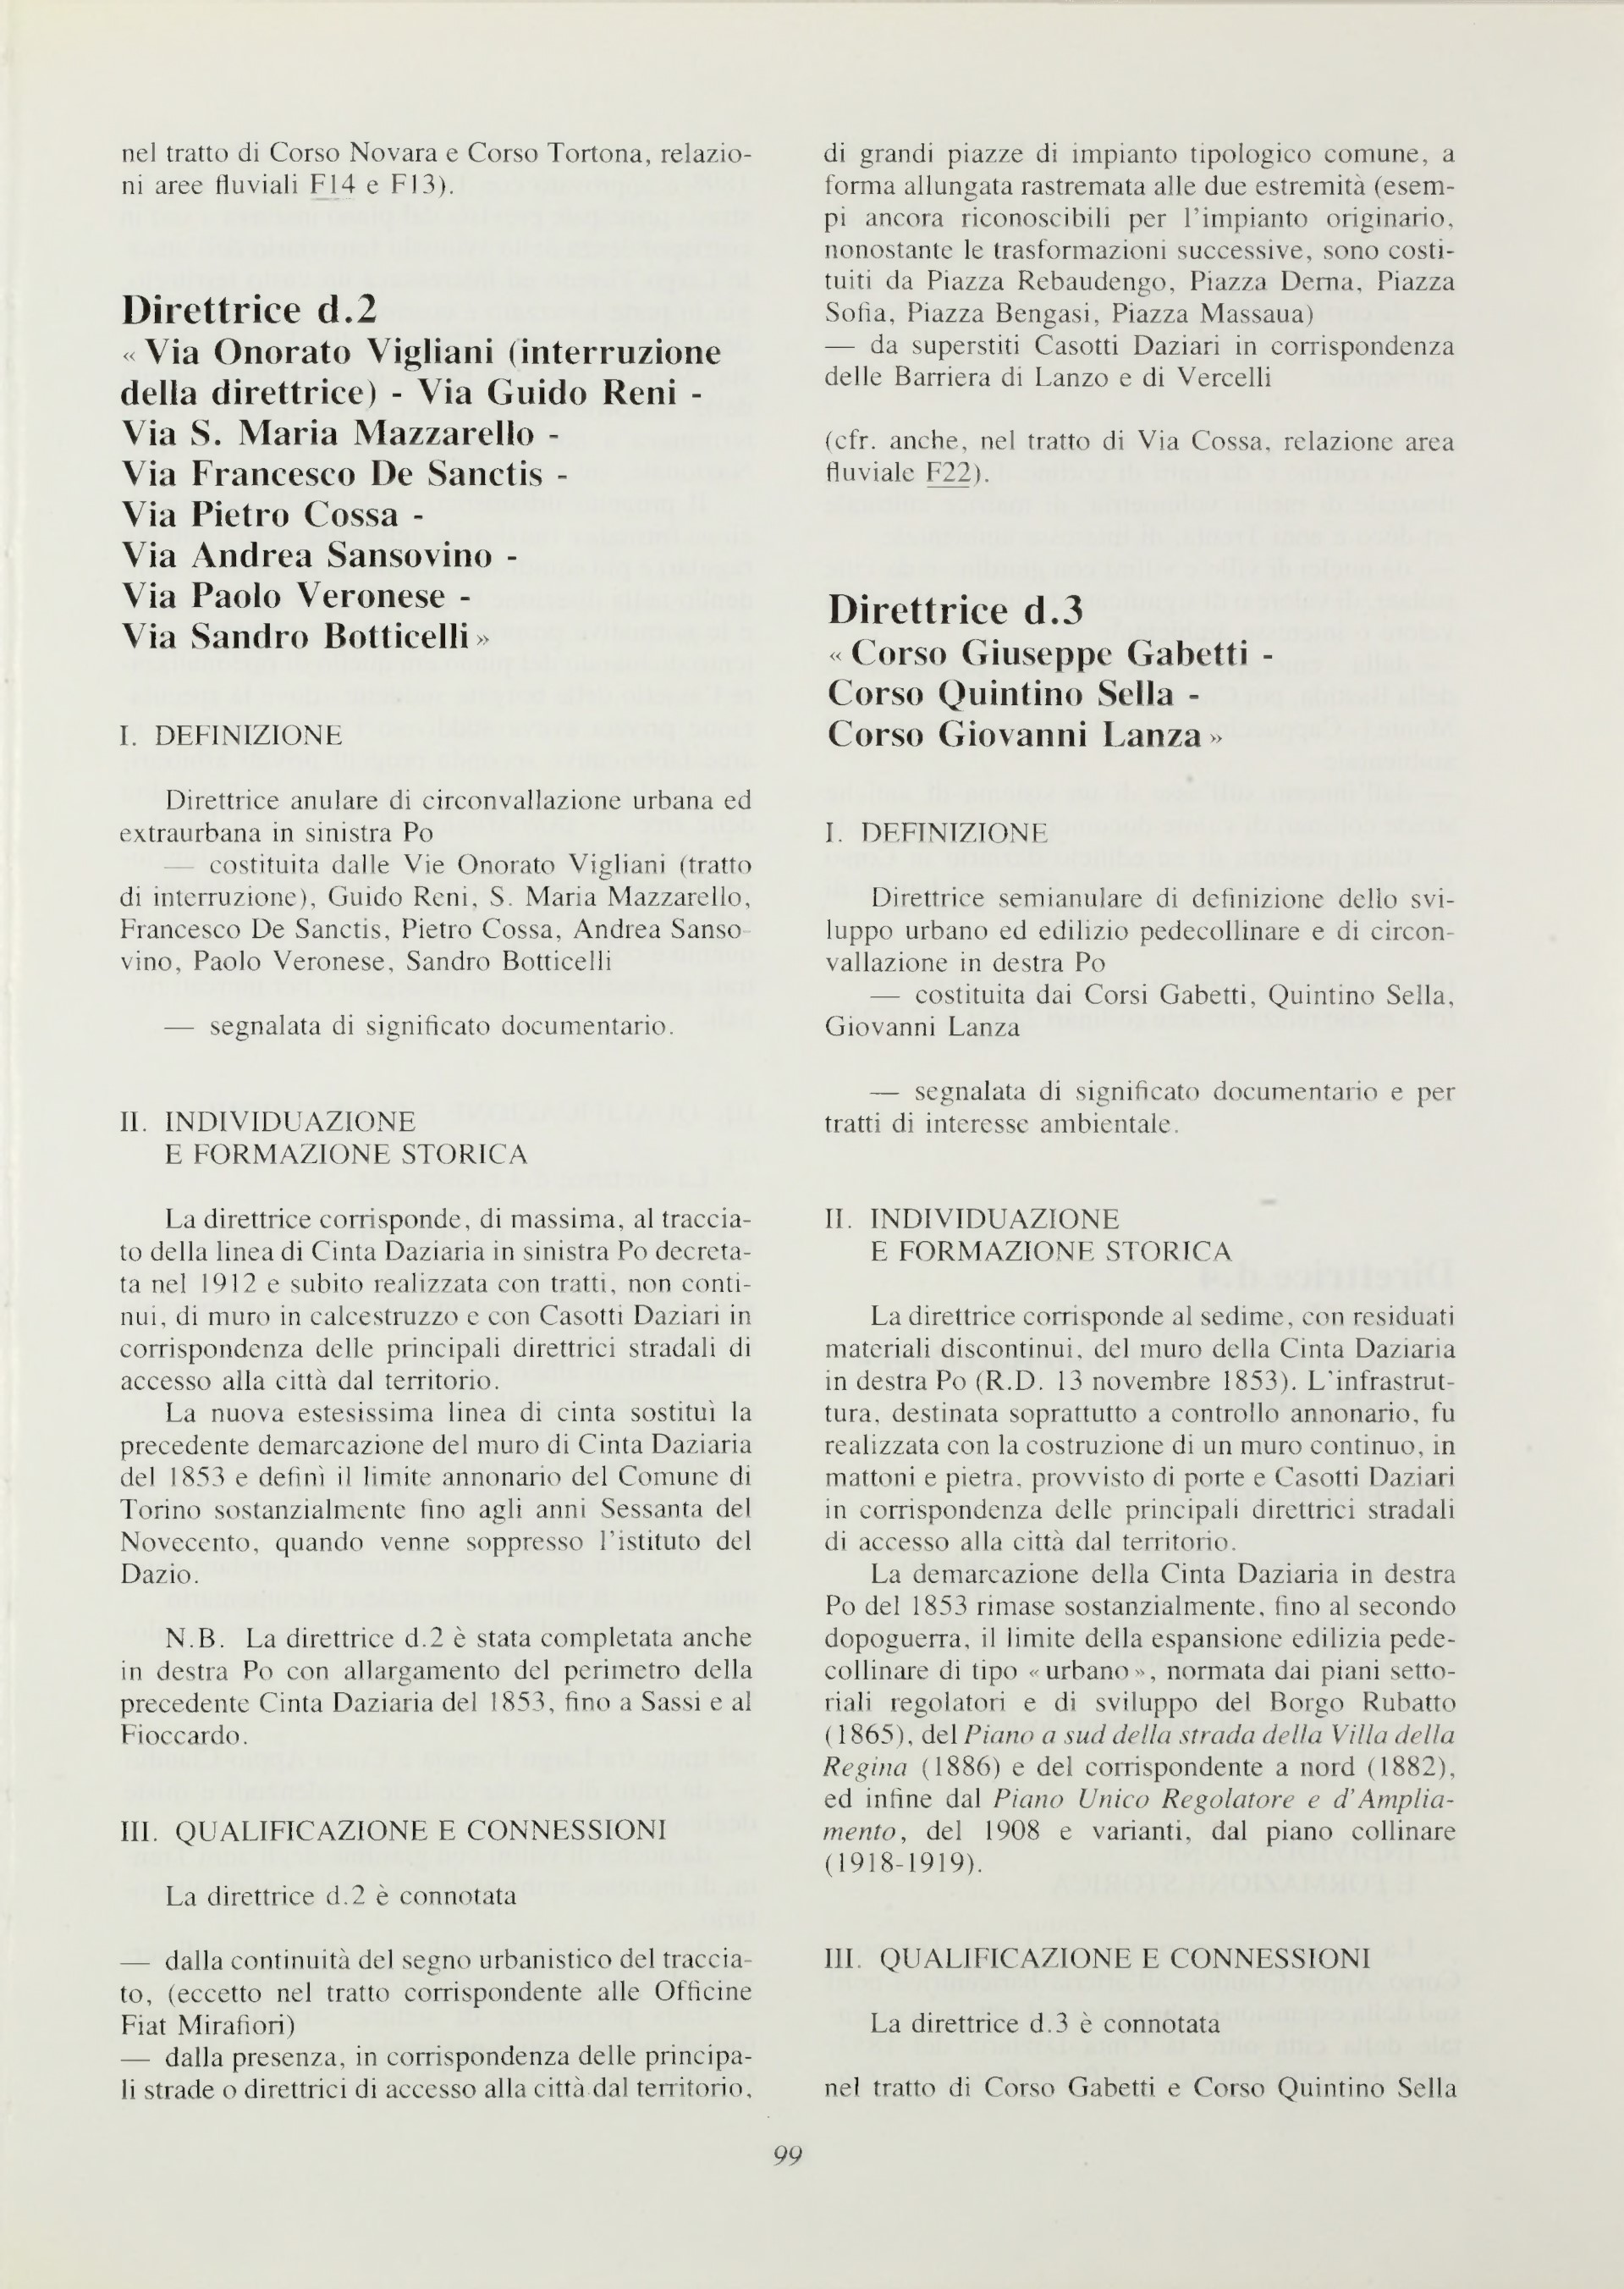 nel tratto di Corso Novara e Corso Tortona, relazio-
ni aree fluviali F14 e F13).
Direttrice d.2
« Via Onorato Vigliani (interruzione
della direttrice) - Via Guido Reni -
Via S. Maria Mazzarello -
Via Francesco De Sanctis -
Via Pietro Cossa -
Via Andrea Sansovino -
Via Paolo Veronese -
Via Sandro Botticelli »
I. DEFINIZIONE
Direttrice anulare di circonvallazione urbana ed
extraurbana in sinistra Po
— costituita dalle Vie Onorato Vigliani (tratto
di interruzione), Guido Reni, S. Maria Mazzarello,
Francesco De Sanctis, Pietro Cossa, Andrea Sanso-
vino, Paolo Veronese, Sandro Botticelli
— segnalata di significato documentario.
II. INDIVIDUAZIONE
E FORMAZIONE STORICA
La direttrice corrisponde, di massima, al traccia-
to della linea di Cinta Daziaria in sinistra Po decreta-
ta nel 1912 e subito realizzata con tratti, non conti-
nui, di muro in calcestruzzo e con Casotti Daziari in
corrispondenza delle principali direttrici stradali di
accesso alla città dal territorio.
La nuova estesissima linea di cinta sostituì la
precedente demarcazione del muro di Cinta Daziaria
del 1853 e definì il limite annonario del Comune di
Torino sostanzialmente fino agli anni Sessanta del
Novecento, quando venne soppresso l'istituto del
Dazio.
N.B. La direttrice d.2 è stata completata anche
in destra Po con allargamento del perimetro della
precedente Cinta Daziaria del 1853, fino a Sassi e al
Fioccardo.
III. QUALIFICAZIONE E CONNESSIONI
La direttrice d.2 è connotata
— dalla continuità del segno urbanistico del traccia-
to, (eccetto nel tratto corrispondente alle Officine
Fiat Mirafiori)
— dalla presenza, in corrispondenza delle principa-
li strade o direttrici di accesso alla città dal territorio,
di grandi piazze di impianto tipologico comune, a
forma allungata rastremata alle due estremità (esem-
pi ancora riconoscibili per l'impianto originario,
nonostante le trasformazioni successive, sono costi-
tuiti da Piazza Rebaudengo, Piazza Derna, Piazza
Sofia, Piazza Bengasi, Piazza Massaua)
— da superstiti Casotti Daziari in corrispondenza
delle Barriera di Lanzo e di Vercelli
(cfr. anche, nel tratto di Via Cossa, relazione area
fluviale F22).
Direttrice d.3
« Corso Giuseppe Gabetti -
Corso Quintino Sella -
Corso Giovanni Lanza »
I. DEFINIZIONE
Direttrice semianulare di definizione dello svi-
luppo urbano ed edilizio pedecollinare e di circon-
vallazione in destra Po
— costituita dai Corsi Gabetti, Quintino Sella,
Giovanni Lanza
— segnalata di significato documentario e per
tratti di interesse ambientale.
II. INDIVIDUAZIONE
E FORMAZIONE STORICA
La direttrice corrisponde al sedime, con residuati
materiali discontinui, del muro della Cinta Daziaria
in destra Po (R.D. 13 novembre 1853). L'infrastrut-
tura, destinata soprattutto a controllo annonario, fu
realizzata con la costruzione di un muro continuo, in
mattoni e pietra, provvisto di porte e Casotti Daziari
in corrispondenza delle principali direttrici stradali
di accesso alla città dal territorio.
La demarcazione della Cinta Daziaria in destra
Po del 1853 rimase sostanzialmente, fino al secondo
dopoguerra, il limite della espansione edilizia pede-
collinare di tipo « urbano », normata dai piani setto-
riali regolatori e di sviluppo del Borgo Rubatto
(1865), del Piano a sud della strada della Villa della
Regina (1886) e del corrispondente a nord (1882),
ed infine dal Piano Unico Regolatore e d'Amplia-
mento, del 1908 e varianti, dal piano collinare
(1918-1919).
III. QUALIFICAZIONE E CONNESSIONI
La direttrice d.3 è connotata
nel tratto di Corso Gabetti e Corso Quintino Sella
99